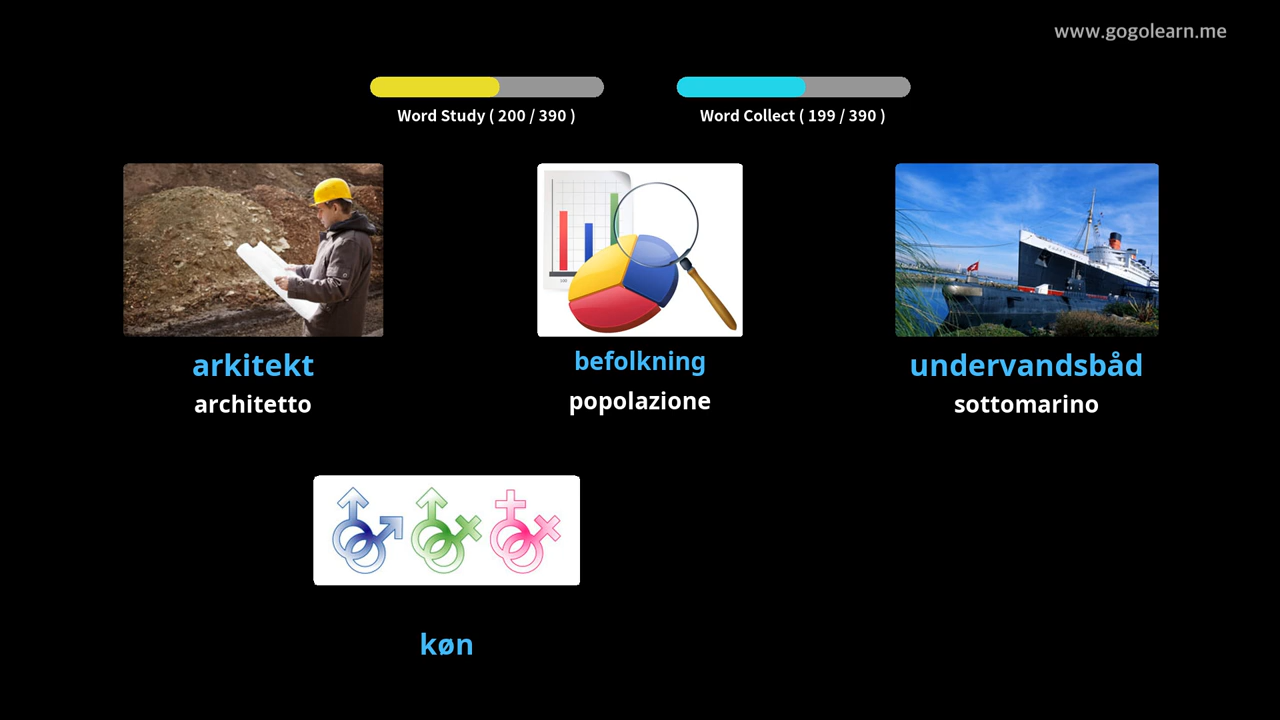 www.gogolearn.me
Word Study ( 200 / 390 )
Word Collect ( 199 / 390 )
arkitekt
architetto
befolkning
popolazione
undervandsbåd
sottomarino
køn